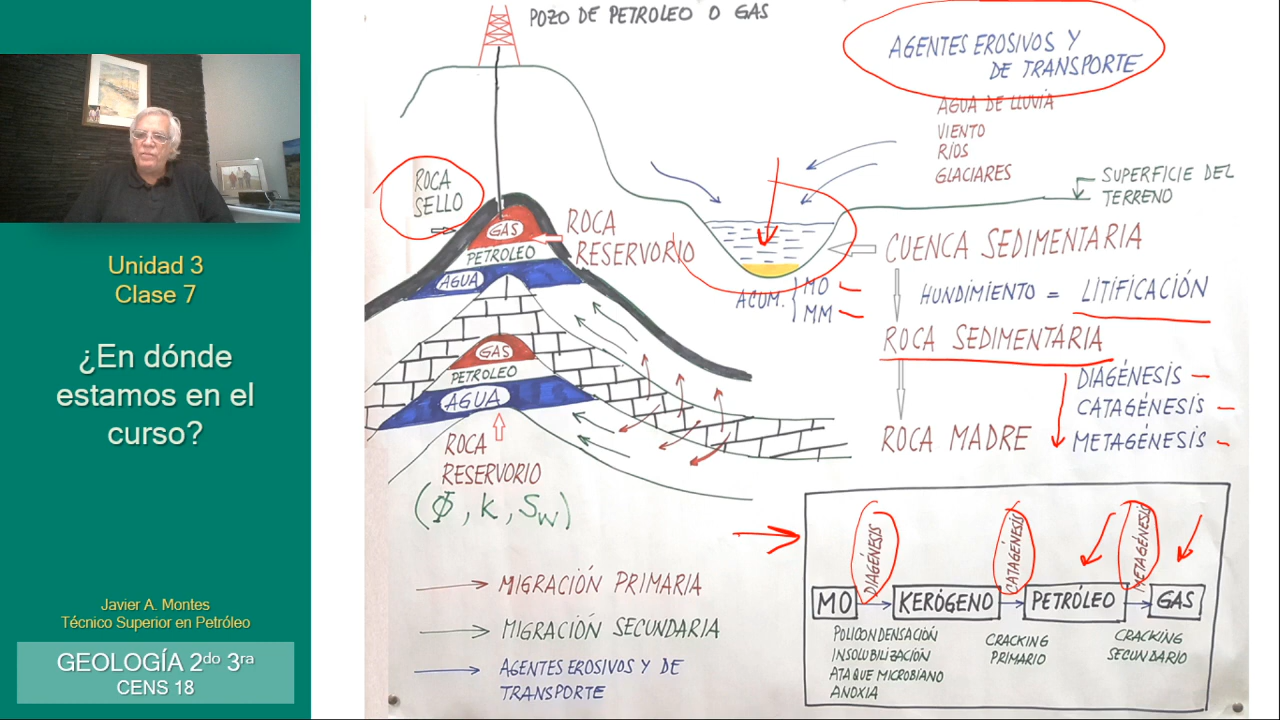 Unidad 3
Clase 7
¿En dónde
estamos en el
curso?
Javier A. Montes
Técnico Superior en Petróleo
GEOLOGÍA 2do 3ra
CENS 18
POZO DE PETROLEO O GAS
AGENTES EROSIVOS Y
DE TRANSPORTE
AGUA DE LLUVIA
VIENTO
RÍOS
GLACIARES
SUPERFICIE DEL
TERRENO
ROCA
SELLO
GAS
PETROLEO
AGUA
ROCA
RESERVORIO
CUENCA SEDIMENTARIA
ACUM. { MO
MM
HUNDIMIENTO = LITIFICACIÓN
ROCA SEDIMENTARIA
DIAGÉNESIS
CATAGÉNESIS
METAGÉNESIS
ROCA MADRE
GAS
PETROLEO
AGUA
ROCA
RESERVORIO
(Φ, K, Sw)
MIGRACIÓN PRIMARIA
MIGRACIÓN SECUNDARIA
AGENTES EROSIVOS Y DE
TRANSPORTE
DIAGÉNESIS
CATAGÉNESIS
METAGÉNESIS
MO
KERÓGENO
PETRÓLEO
GAS
POLICONDENSACIÓN
INSOLUBILIZACIÓN
ATAQUE MICROBIANO
ANOXIA
CRACKING
PRIMARIO
CRACKING
SECUNDARIO